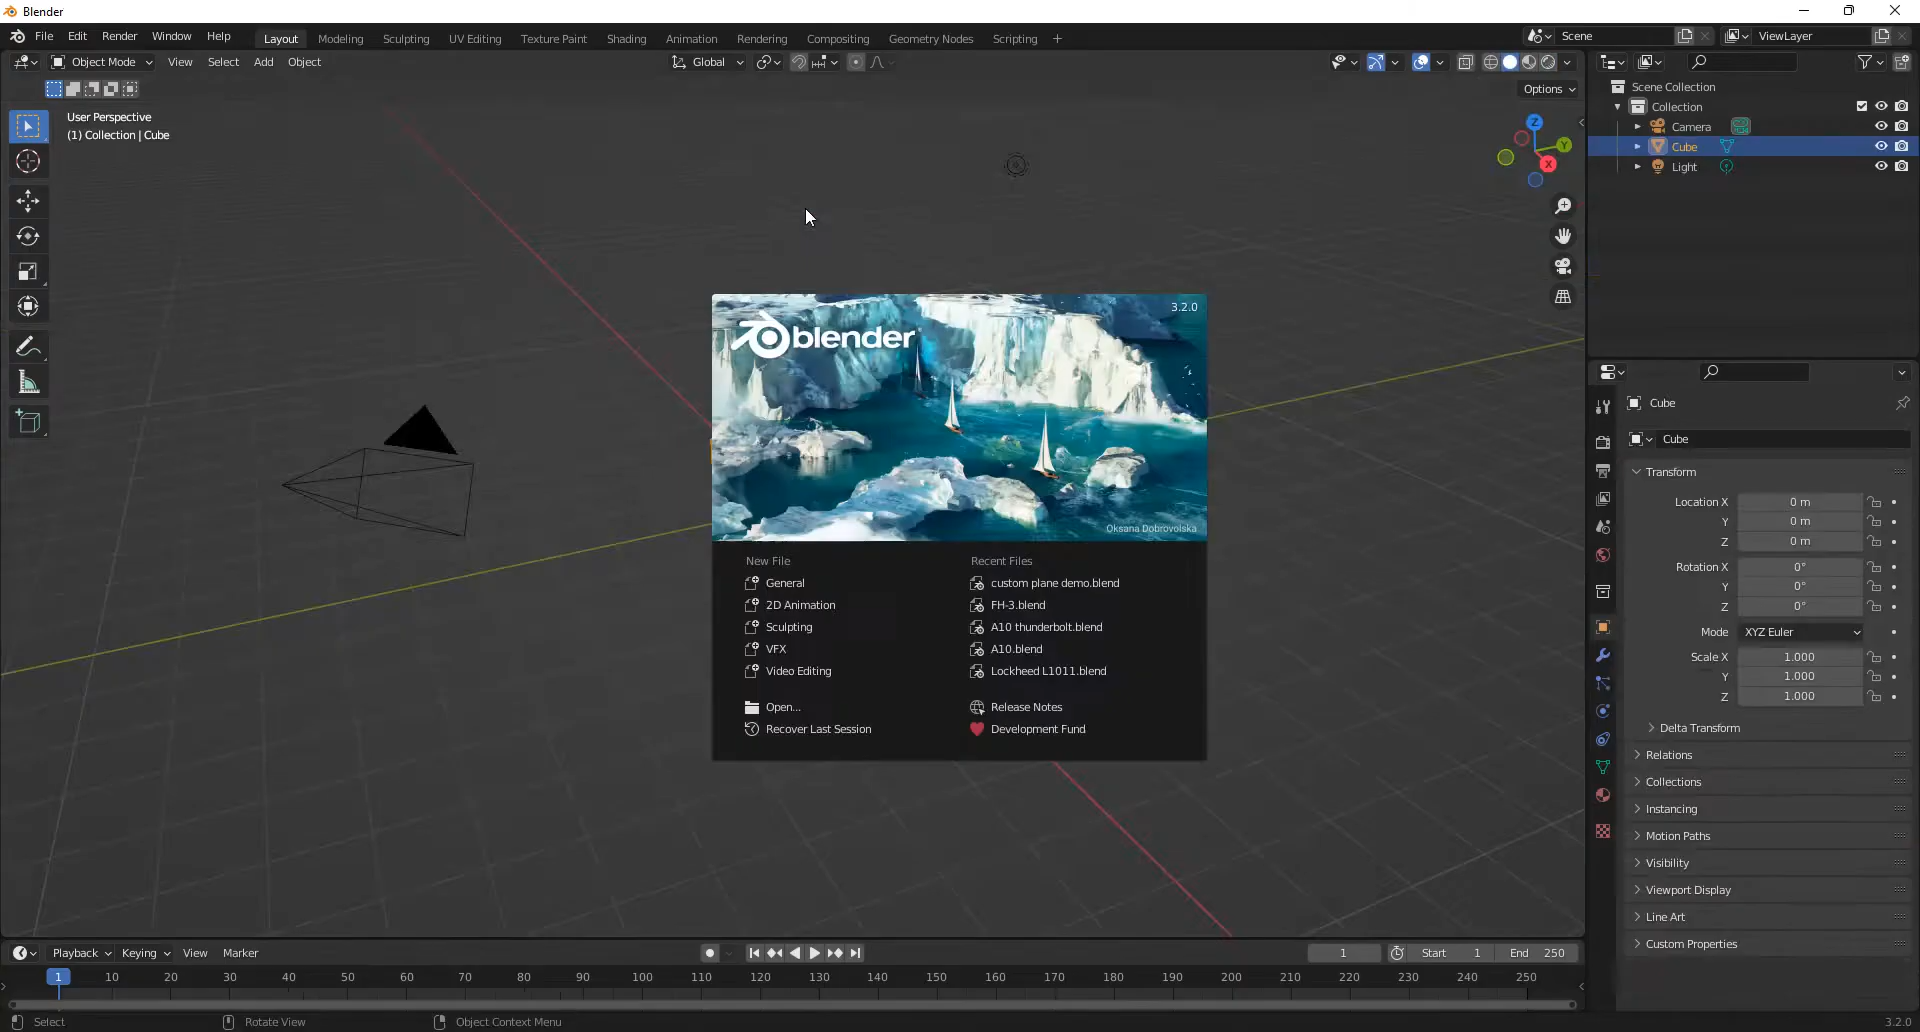 Blender
File Edit Render Window Help Layout Modeling Sculpting UV Editing Texture Paint Shading Animation Rendering Compositing Geometry Nodes Scripting + Scene ViewLayer
Object Mode View Select Add Object Global
Options
User Perspective
(1) Collection | Cube
Z
Y
X
Scene Collection
Collection
Camera
Cube
Light
3.2.0
blender
Oksana Dobrovolska
New File
General
2D Animation
Sculpting
VFX
Video Editing
Open...
Recover Last Session
Recent Files
custom plane demo.blend
FH-3.blend
A10 thunderbolt.blend
A10.blend
Lockheed L1011.blend
Release Notes
Development Fund
Cube
Cube
Transform
Location X 0 m
Y 0 m
Z 0 m
Rotation X 0°
Y 0°
Z 0°
Mode XYZ Euler
Scale X 1.000
Y 1.000
Z 1.000
Delta Transform
Relations
Collections
Instancing
Motion Paths
Visibility
Viewport Display
Line Art
Custom Properties
Playback Keying View Marker 1 Start 1 End 250
1 10 20 30 40 50 60 70 80 90 100 110 120 130 140 150 160 170 180 190 200 210 220 230 240 250
Select Rotate View Object Context Menu 3.2.0